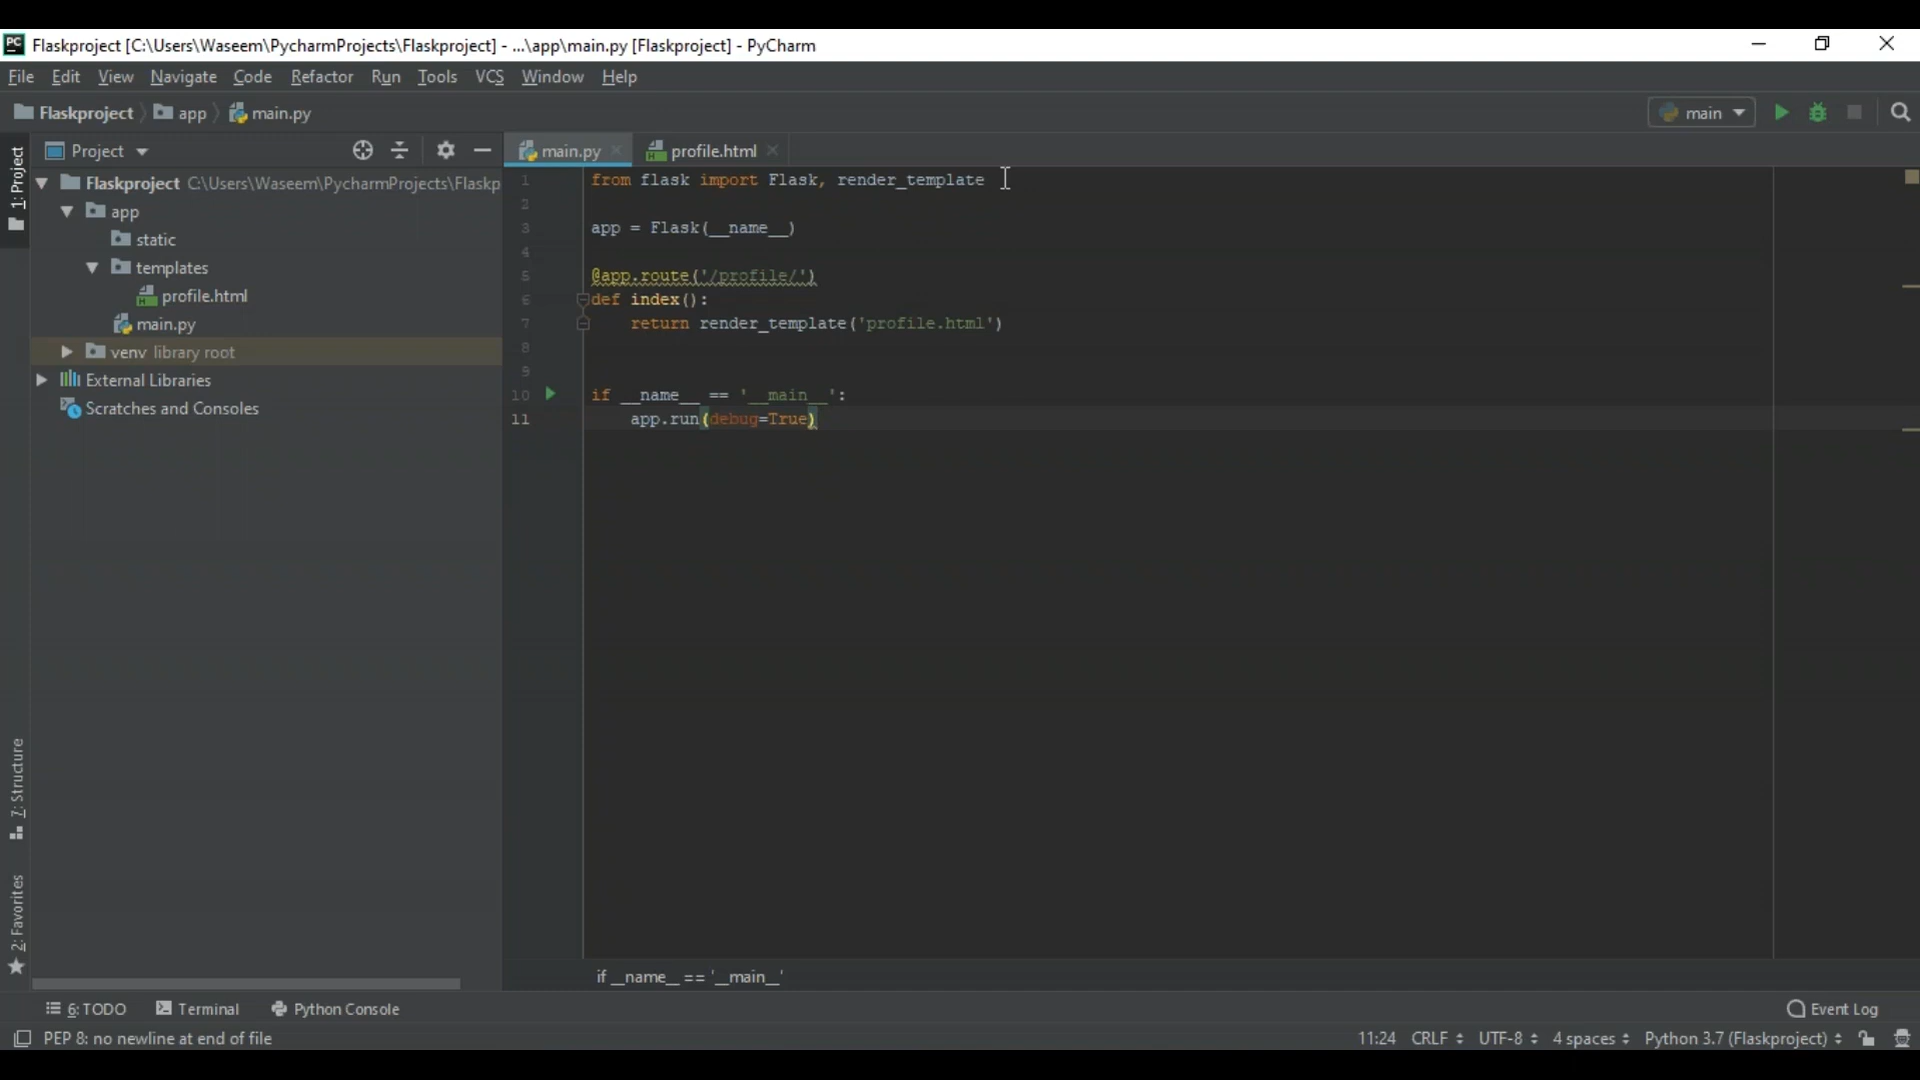 PC Flaskproject [C:\Users\Waseem\PycharmProjects\Flaskproject] - ...\app\main.py [Flaskproject] - PyCharm
File Edit View Navigate Code Refactor Run Tools VCS Window Help
Flaskproject app main.py main
1: Project
Project
main.py profile.html
Flaskproject C:\Users\Waseem\PycharmProjects\Flaskp
app
static
templates
profile.html
main.py
venv library root
External Libraries
Scratches and Consoles
1 from flask import Flask, render_template
2
3 app = Flask(__name__)
4
5 @app.route('/profile/')
6 def index():
7 return render_template('profile.html')
8
9
10 if __name__ == '__main__':
11 app.run(debug=True)
7: Structure
2: Favorites
if __name__ == '__main__'
6: TODO Terminal Python Console Event Log
PEP 8: no newline at end of file 11:24 CRLF UTF-8 4 spaces Python 3.7 (Flaskproject)